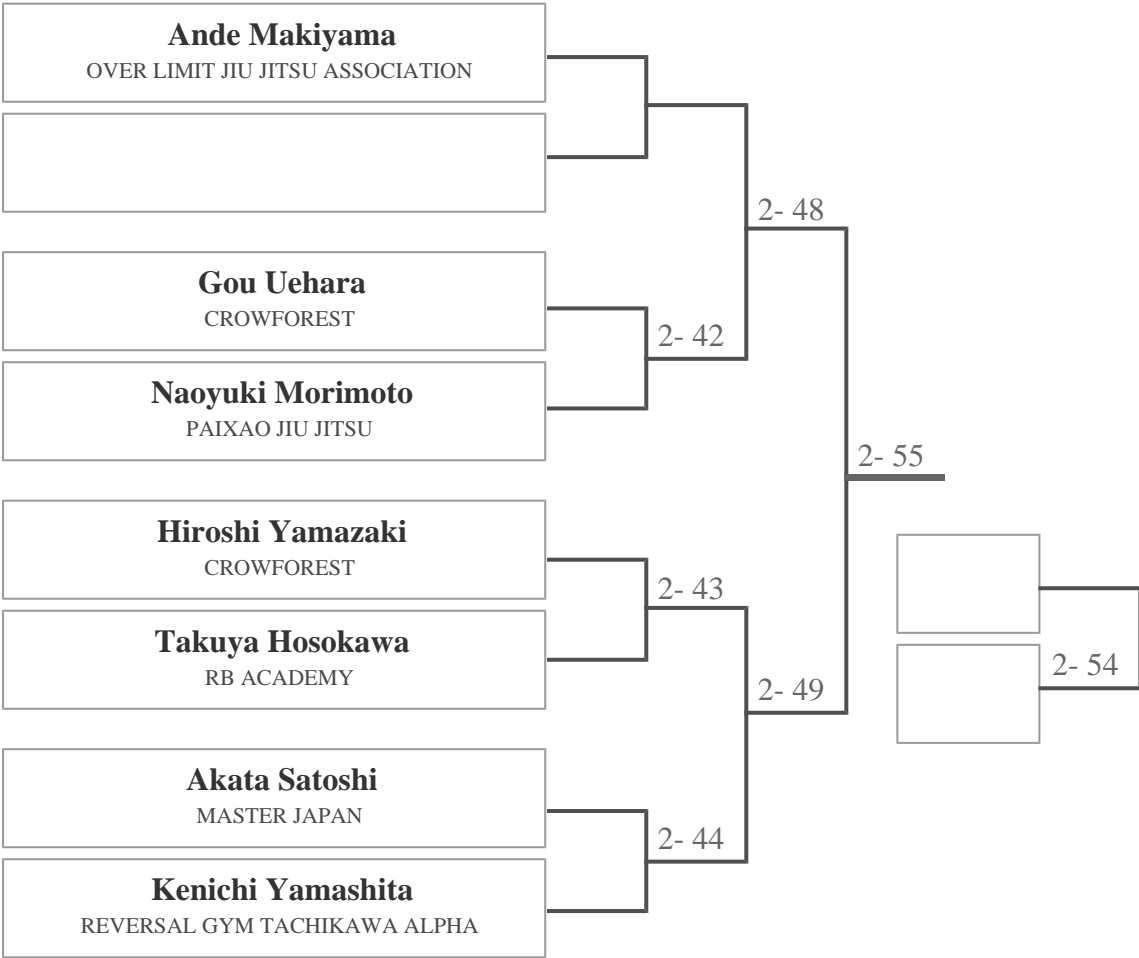 Ande Makiyama
OVER LIMIT JIU JITSU ASSOCIATION
2- 48
Gou Uehara
CROWFOREST
2- 42
Naoyuki Morimoto
PAIXAO JIU JITSU
2- 55
Hiroshi Yamazaki
CROWFOREST
2- 43
Takuya Hosokawa
RB ACADEMY
2- 54
2- 49
Akata Satoshi
MASTER JAPAN
2- 44
Kenichi Yamashita
REVERSAL GYM TACHIKAWA ALPHA